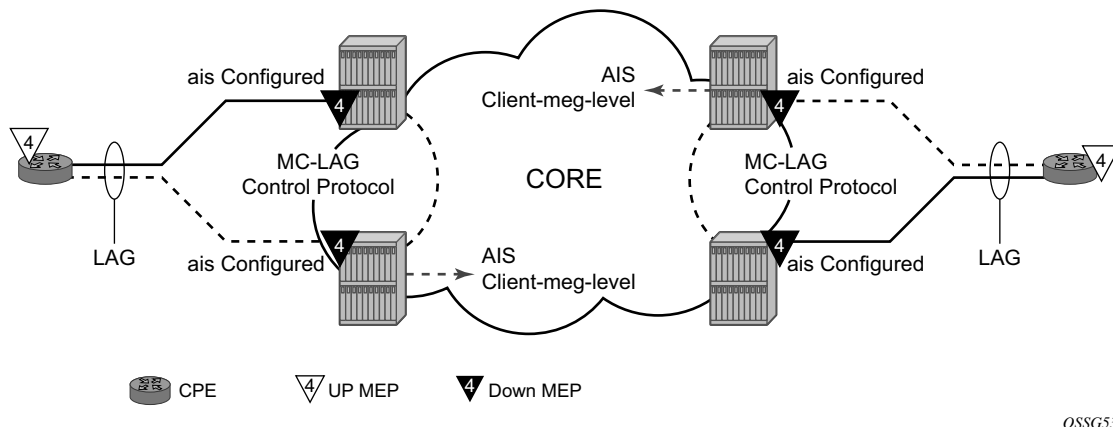 ais Configured
AIS
Client-meg-level
ais Configured
4
4
4
4
MC-LAG
Control Protocol
CORE
MC-LAG
Control Protocol
LAG
4
ais Configured
AIS
Client-meg-level
4
ais Configured
LAG
CPE
4 UP MEP
4 Down MEP